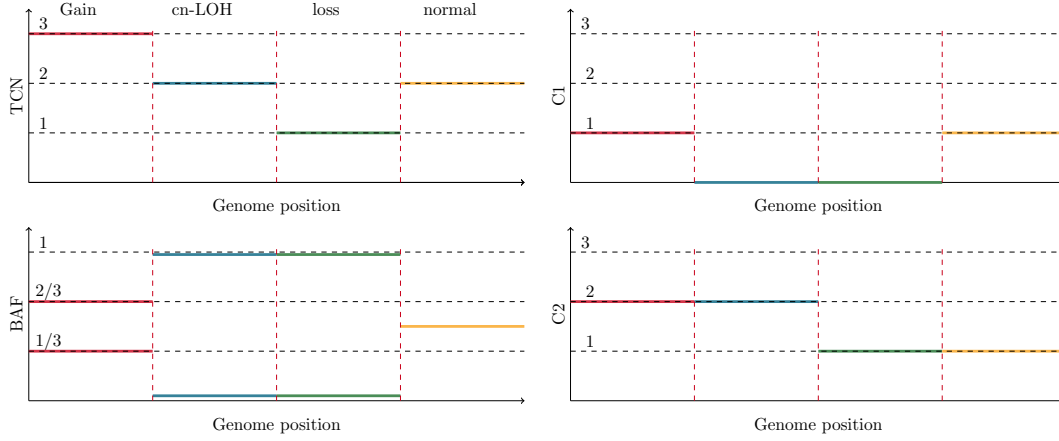 Gain cn-LOH loss normal
3
2
1
TCN
Genome position
3
2
1
C1
Genome position
1
2/3
1/3
BAF
Genome position
3
2
1
C2
Genome position